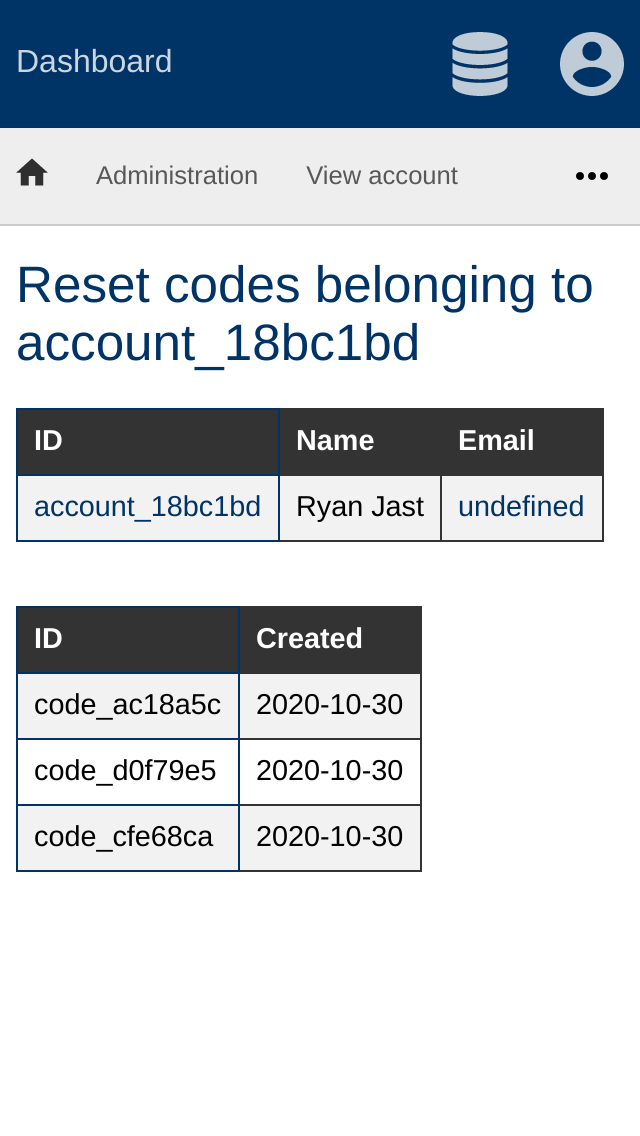 Dashboard
Administration View account
Reset codes belonging to
account_18bc1bd
ID Name Email
account_18bc1bd Ryan Jast undefined
ID Created
code_ac18a5c 2020-10-30
code_d0f79e5 2020-10-30
code_cfe68ca 2020-10-30